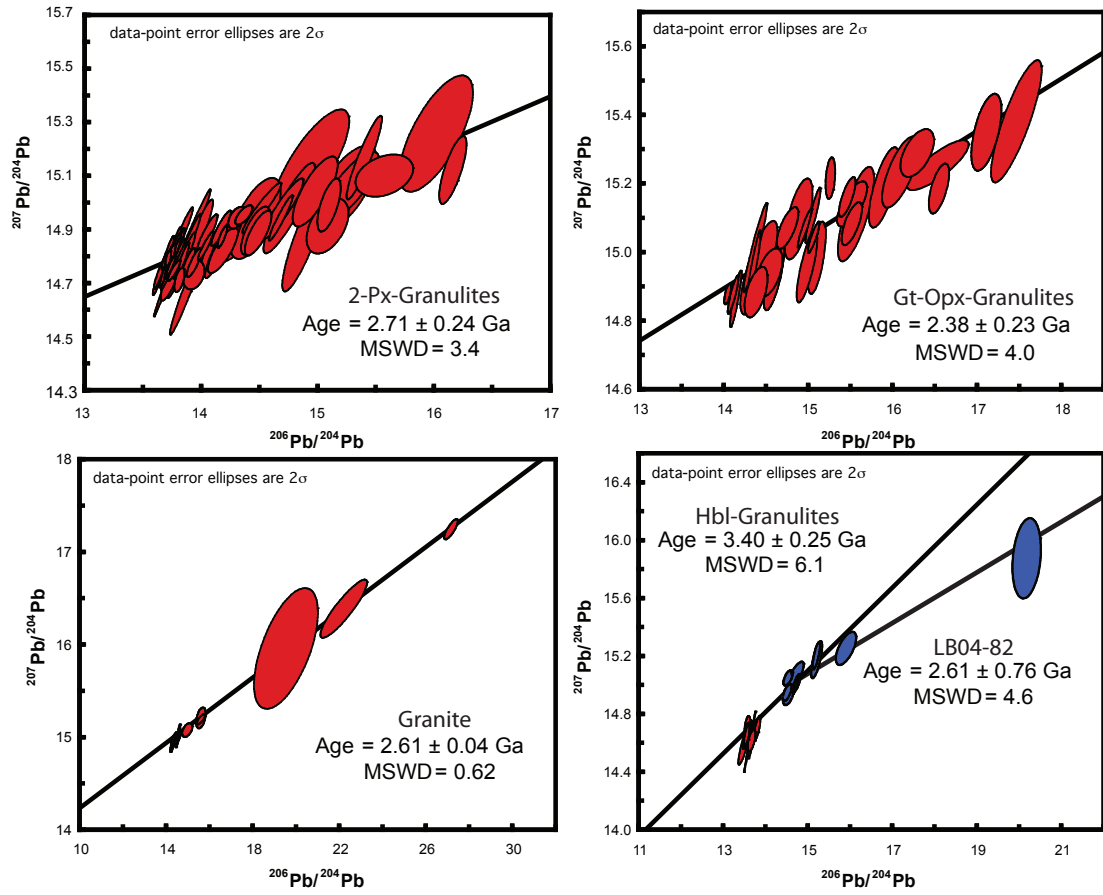 data-point error ellipses are 2σ
15.7
15.5
15.3
15.1
14.9
14.7
14.5
14.3
207Pb/204Pb
2-Px-Granulites
Age = 2.71 ± 0.24 Ga
MSWD = 3.4
13
14
15
16
17
206Pb/204Pb
data-point error ellipses are 2σ
15.6
15.4
15.2
15.0
14.8
14.6
207Pb/204Pb
Gt-Opx-Granulites
Age = 2.38 ± 0.23 Ga
MSWD = 4.0
13
14
15
16
17
18
206Pb/204Pb
data-point error ellipses are 2σ
18
17
16
15
14
207Pb/204Pb
Granite
Age = 2.61 ± 0.04 Ga
MSWD = 0.62
10
14
18
22
26
30
206Pb/204Pb
data-point error ellipses are 2σ
16.4
16.0
15.6
15.2
14.8
14.4
14.0
207Pb/204Pb
Hbl-Granulites
Age = 3.40 ± 0.25 Ga
MSWD = 6.1
LB04-82
Age = 2.61 ± 0.76 Ga
MSWD = 4.6
11
13
15
17
19
21
206Pb/204Pb